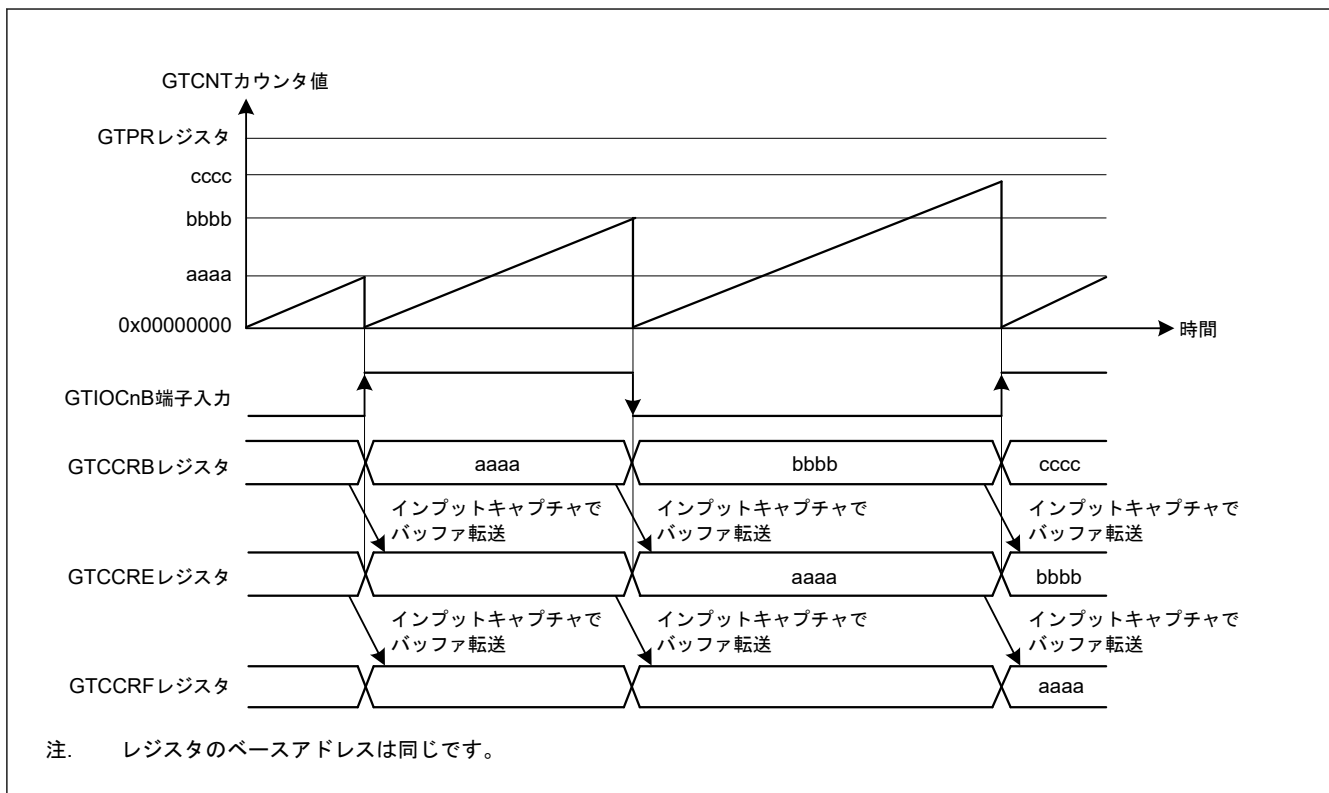 GTCNTカウンタ値
GTPRレジスタ
cccc
bbbb
aaaa
0x00000000
時間
GTIOCnB端子入力
GTCCRBレジスタ
aaaa
bbbb
cccc
インプットキャプチャで
バッファ転送
インプットキャプチャで
バッファ転送
インプットキャプチャで
バッファ転送
GTCCREレジスタ
aaaa
bbbb
インプットキャプチャで
バッファ転送
インプットキャプチャで
バッファ転送
インプットキャプチャで
バッファ転送
GTCCRFレジスタ
aaaa
注. レジスタのベースアドレスは同じです。